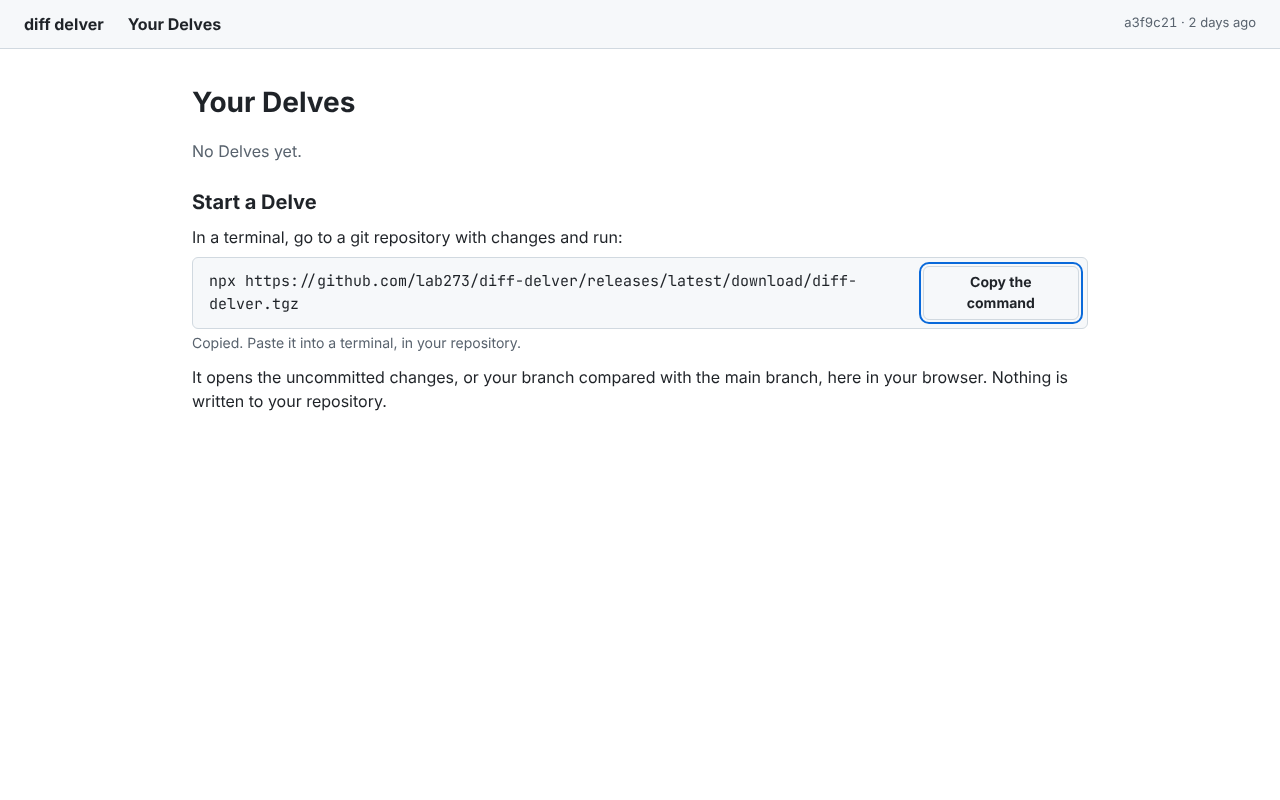 diff delver
Your Delves
a3f9c21 · 2 days ago
Your Delves
No Delves yet.
Start a Delve
In a terminal, go to a git repository with changes and run:
npx https://github.com/lab273/diff-delver/releases/latest/download/diff-
delver.tgz
Copy the
command
Copied. Paste it into a terminal, in your repository.
It opens the uncommitted changes, or your branch compared with the main branch, here in your browser. Nothing is
written to your repository.